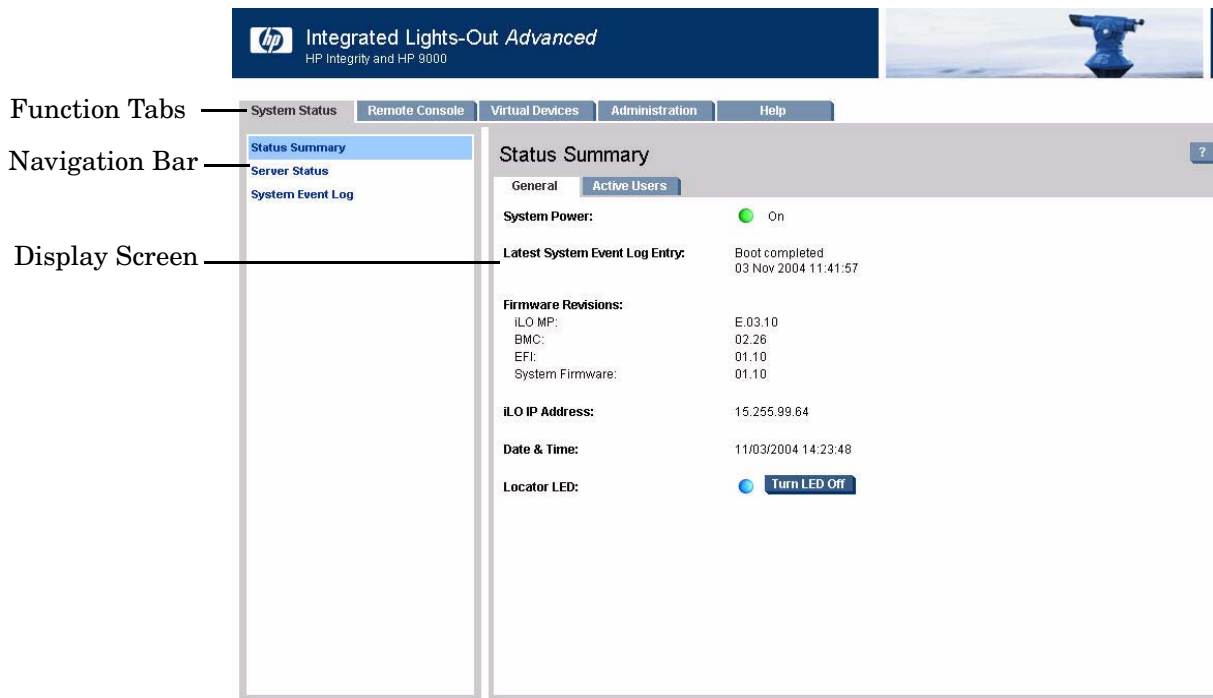 hp
Integrated Lights-Out Advanced
HP Integrity and HP 9000
Function Tabs
System Status Remote Console Virtual Devices Administration Help
Navigation Bar
Status Summary
Server Status
System Event Log
Status Summary
?
General Active Users
System Power: On
Display Screen
Latest System Event Log Entry: Boot completed
03 Nov 2004 11:41:57
Firmware Revisions:
iLO MP: E.03.10
BMC: 02.26
EFI: 01.10
System Firmware: 01.10
iLO IP Address: 15.255.99.64
Date & Time: 11/03/2004 14:23:48
Locator LED: Turn LED Off